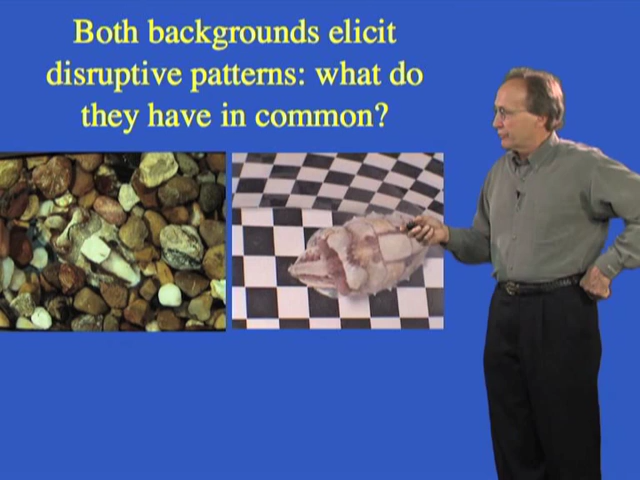 Both backgrounds elicit
disruptive patterns: what do
they have in common?